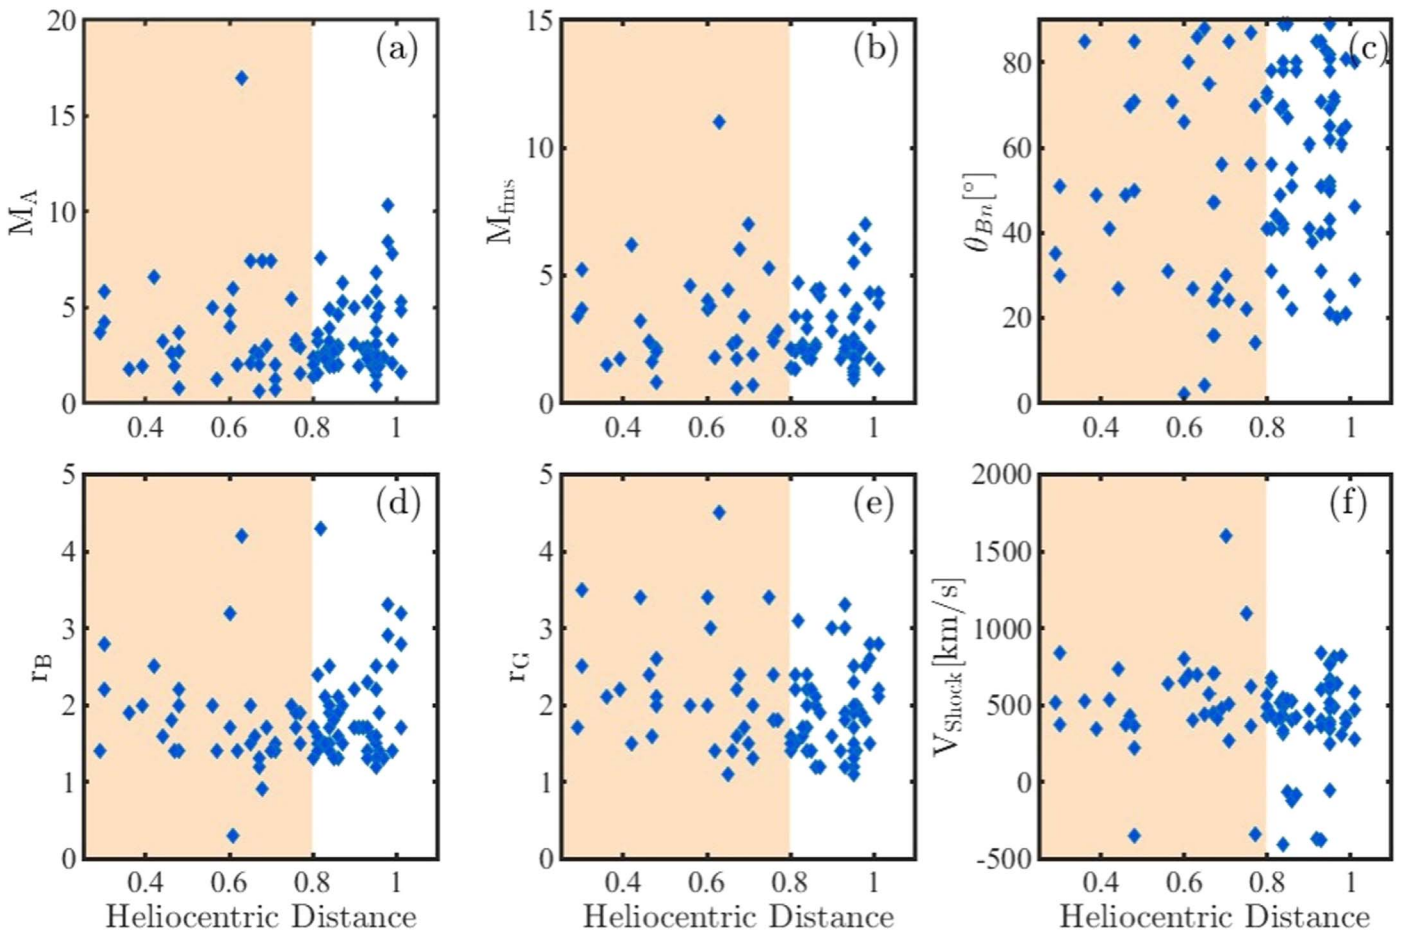 20
15
10
5
0
M_A
(a)
0.4 0.6 0.8 1
15
10
5
0
M_fms
(b)
0.4 0.6 0.8 1
80
60
40
20
0
θ_Bn[°]
(c)
0.4 0.6 0.8 1
5
4
3
2
1
0
r_B
(d)
0.4 0.6 0.8 1
Heliocentric Distance
5
4
3
2
1
0
r_G
(e)
0.4 0.6 0.8 1
Heliocentric Distance
2000
1500
1000
500
0
-500
V_Shock[km/s]
(f)
0.4 0.6 0.8 1
Heliocentric Distance